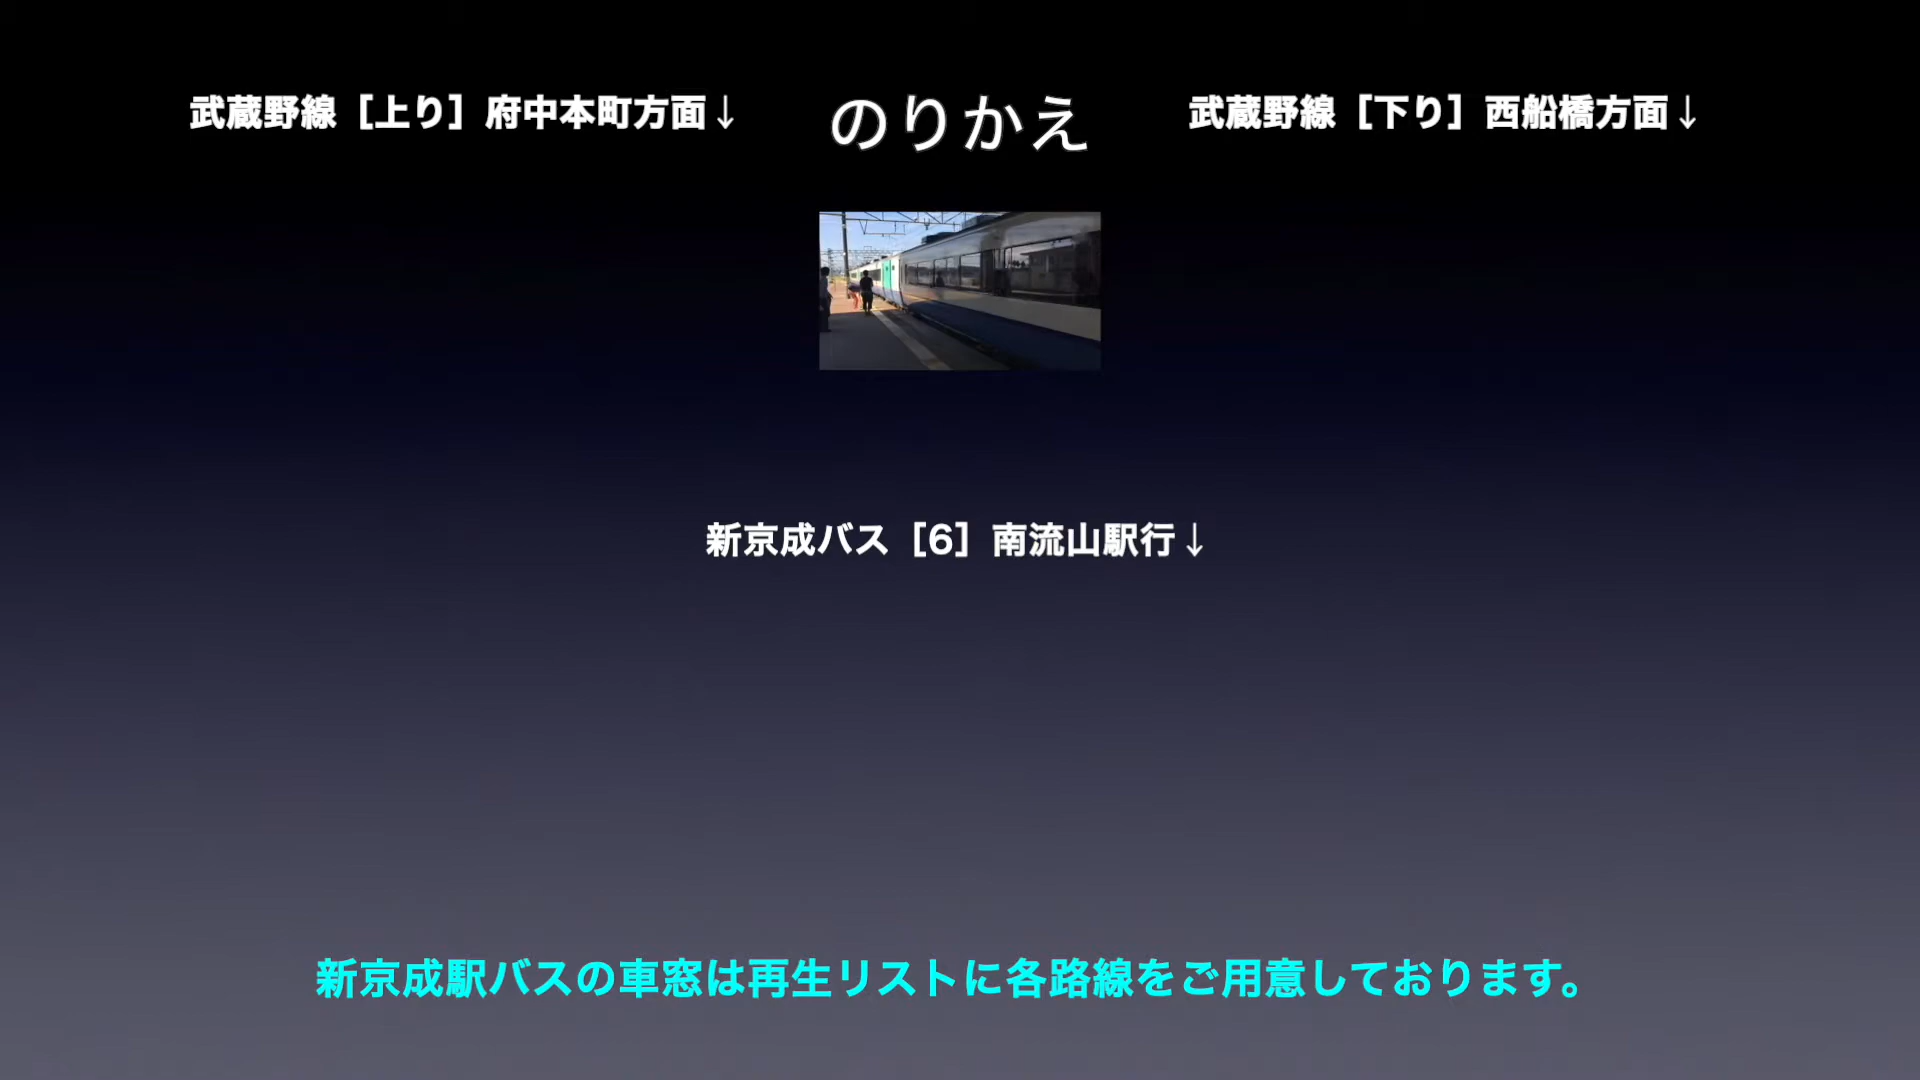 武蔵野線［上り］府中本町方面↓
のりかえ
武蔵野線［下り］西船橋方面↓
新京成バス［6］南流山駅行↓
新京成駅バスの車窓は再生リストに各路線をご用意しております。